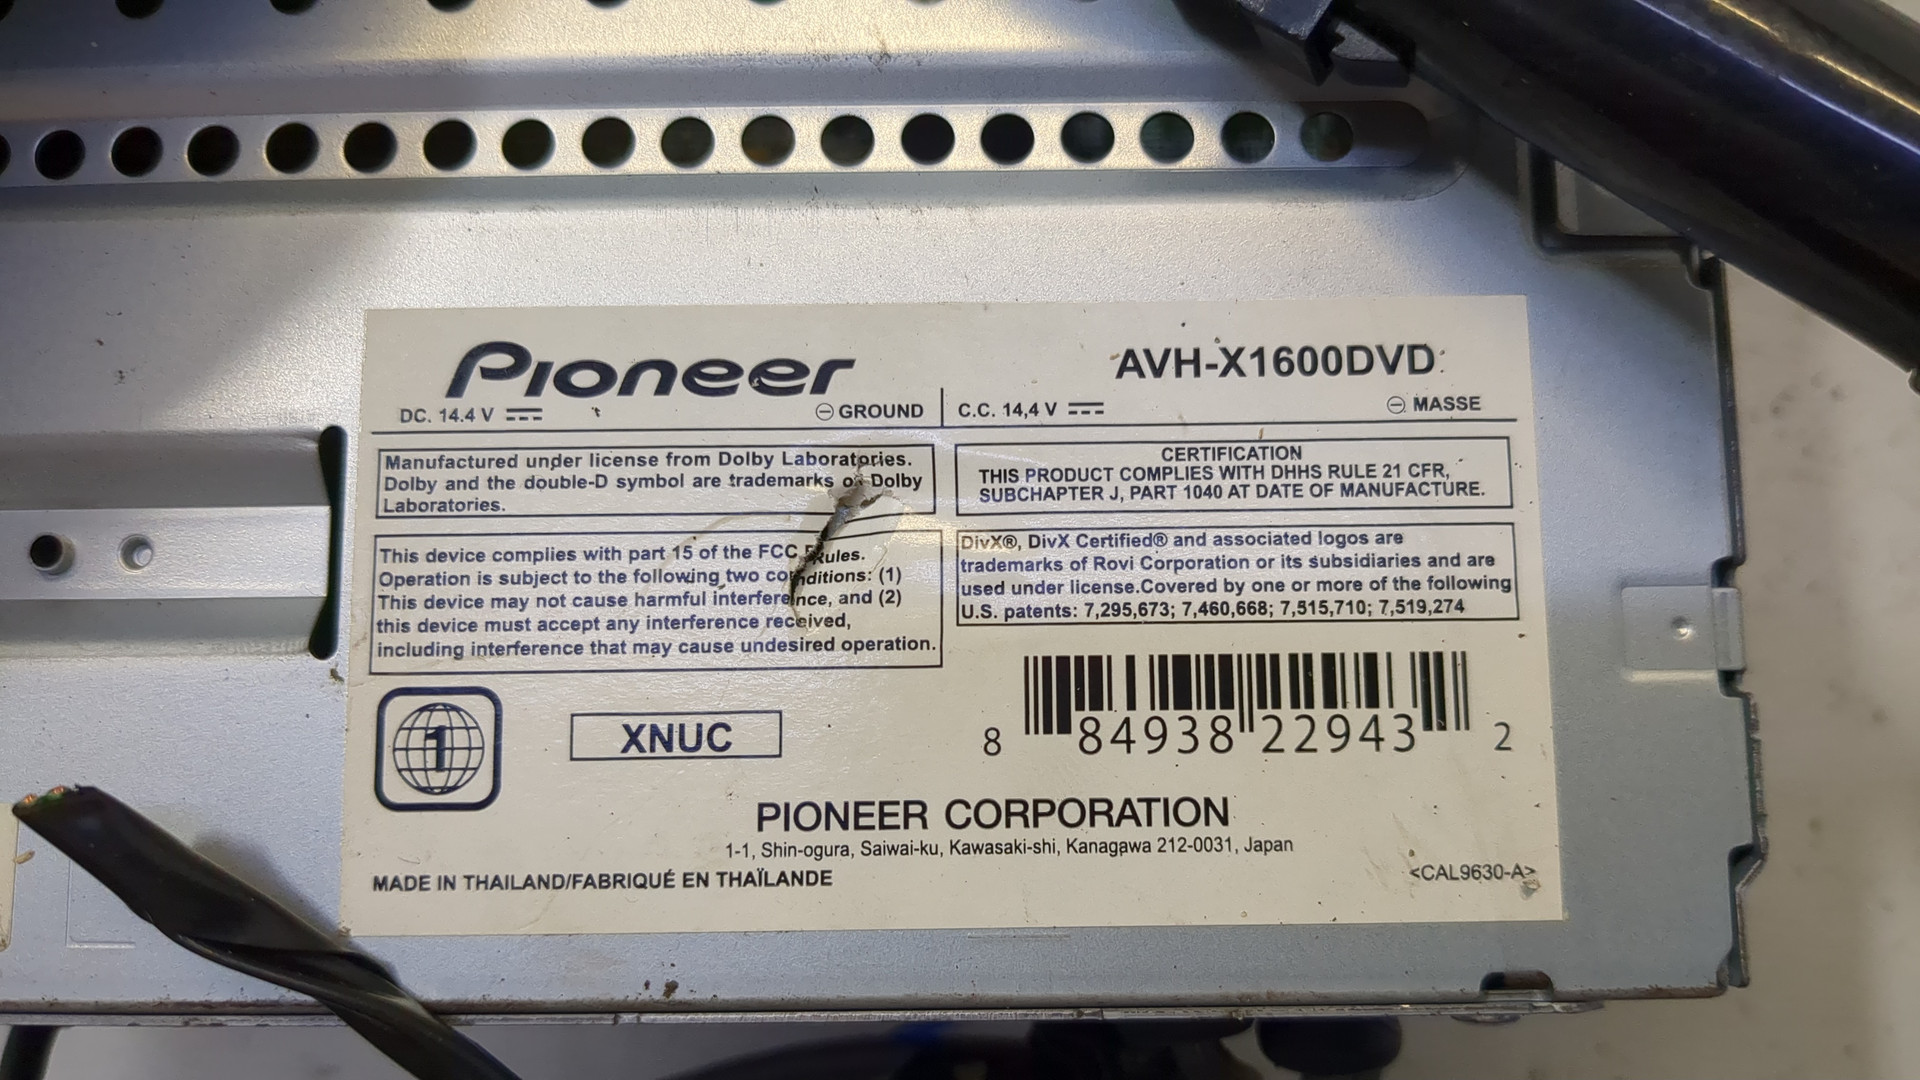 Pioneer
AVH-X1600DVD
DC. 14.4 V
GROUND
C.C. 14,4 V
MASSE
Manufactured under license from Dolby Laboratories.
Dolby and the double-D symbol are trademarks of Dolby
Laboratories.
CERTIFICATION
THIS PRODUCT COMPLIES WITH DHHS RULE 21 CFR,
SUBCHAPTER J, PART 1040 AT DATE OF MANUFACTURE.
This device complies with part 15 of the FCC Rules.
Operation is subject to the following two conditions: (1)
This device may not cause harmful interference, and (2)
this device must accept any interference received,
including interference that may cause undesired operation.
DivX®, DivX Certified® and associated logos are
trademarks of Rovi Corporation or its subsidiaries and are
used under license.Covered by one or more of the following
U.S. patents: 7,295,673; 7,460,668; 7,515,710; 7,519,274
1
XNUC
8 84938 22943 2
PIONEER CORPORATION
1-1, Shin-ogura, Saiwai-ku, Kawasaki-shi, Kanagawa 212-0031, Japan
MADE IN THAILAND/FABRIQUÉ EN THAÏLANDE
<CAL9630-A>